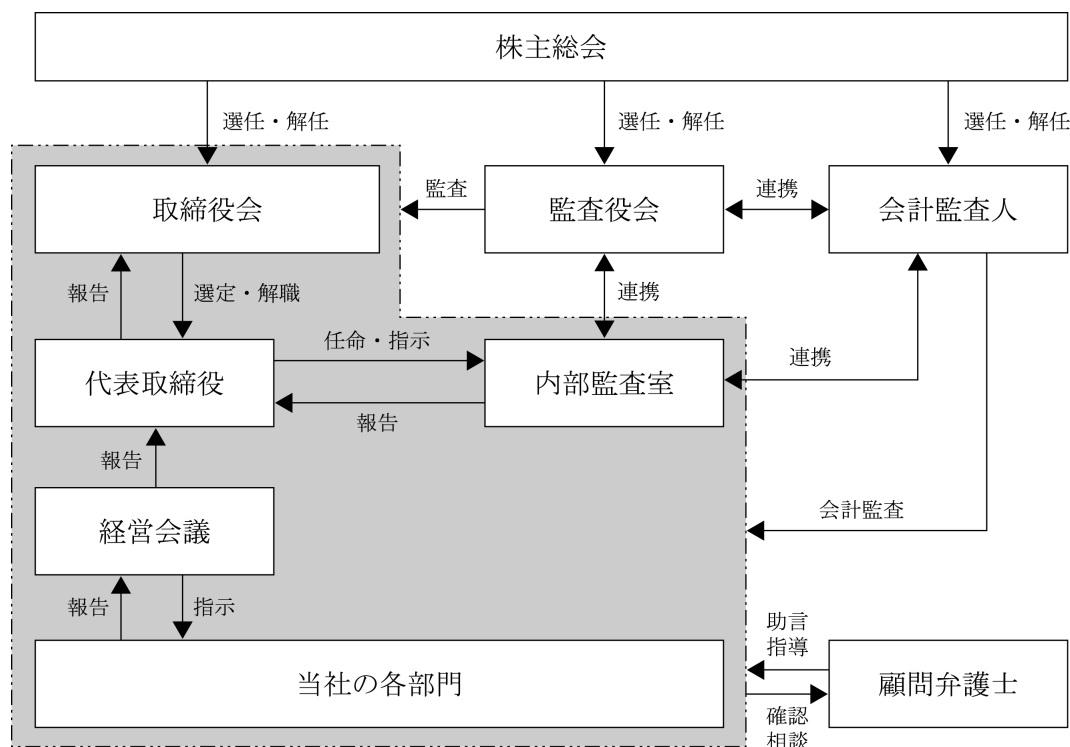 株主総会
選任・解任
選任・解任
選任・解任
取締役会
監査
監査役会
連携
会計監査人
報告
選定・解職
連携
代表取締役
任命・指示
内部監査室
連携
報告
報告
経営会議
会計監査
報告
指示
助言
指導
当社の各部門
顧問弁護士
確認
相談